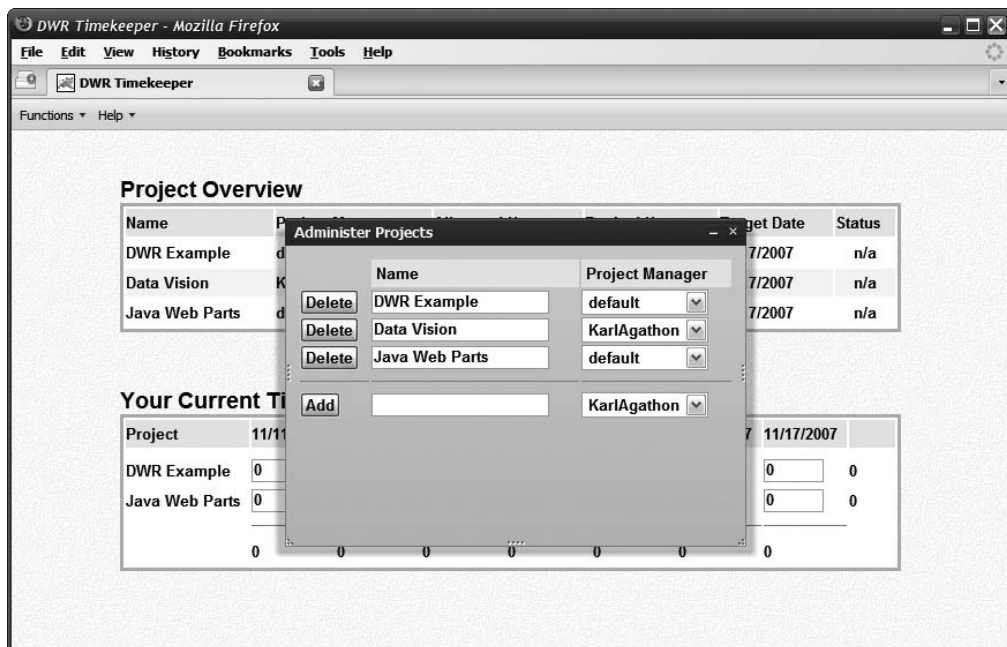 DWR Timekeeper - Mozilla Firefox
File Edit View History Bookmarks Tools Help
DWR Timekeeper
Functions Help
Project Overview
Name Target Date Status
DWR Example 7/2007 n/a
Data Vision 7/2007 n/a
Java Web Parts 7/2007 n/a
Administer Projects
Name Project Manager
Delete DWR Example default
Delete Data Vision KarlAgathon
Delete Java Web Parts default
Add KarlAgathon
Your Current Ti
Project 11/11 7 11/17/2007
DWR Example 0 0 0
Java Web Parts 0 0 0
0 0 0 0 0 0 0